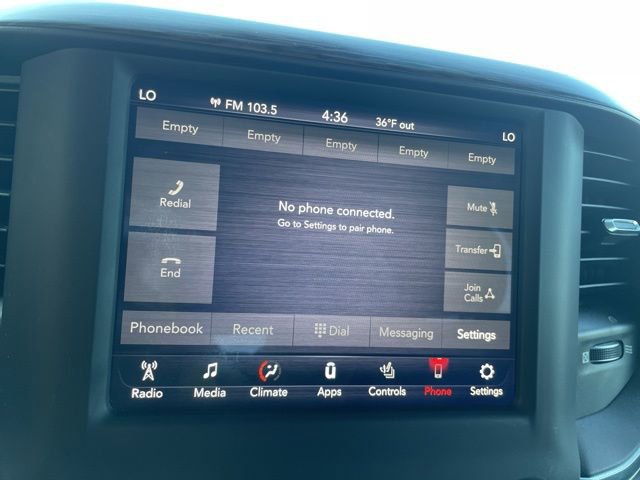 LO FM 103.5 4:36 36°F out LO
Empty Empty Empty Empty Empty
Redial
No phone connected.
Go to Settings to pair phone.
Mute
Transfer
End
Join
Calls
Phonebook Recent Dial Messaging Settings
Radio Media Climate Apps Controls Phone Settings